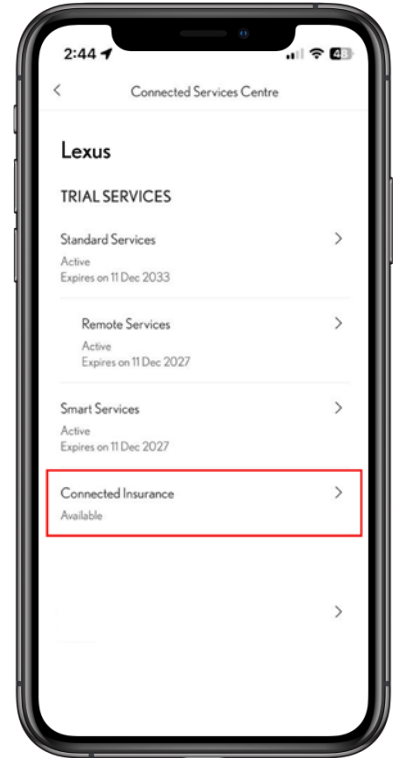 2:44
48
Connected Services Centre
Lexus
TRIAL SERVICES
Standard Services
Active
Expires on 11 Dec 2033
Remote Services
Active
Expires on 11 Dec 2027
Smart Services
Active
Expires on 11 Dec 2027
Connected Insurance
Available